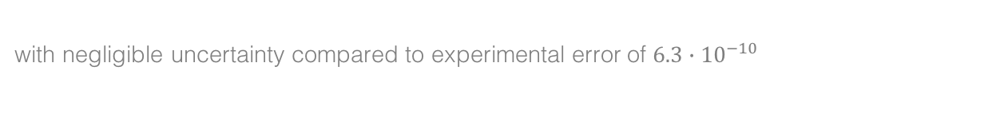 with negligible uncertainty compared to experimental error of 6.3 · 10⁻¹⁰